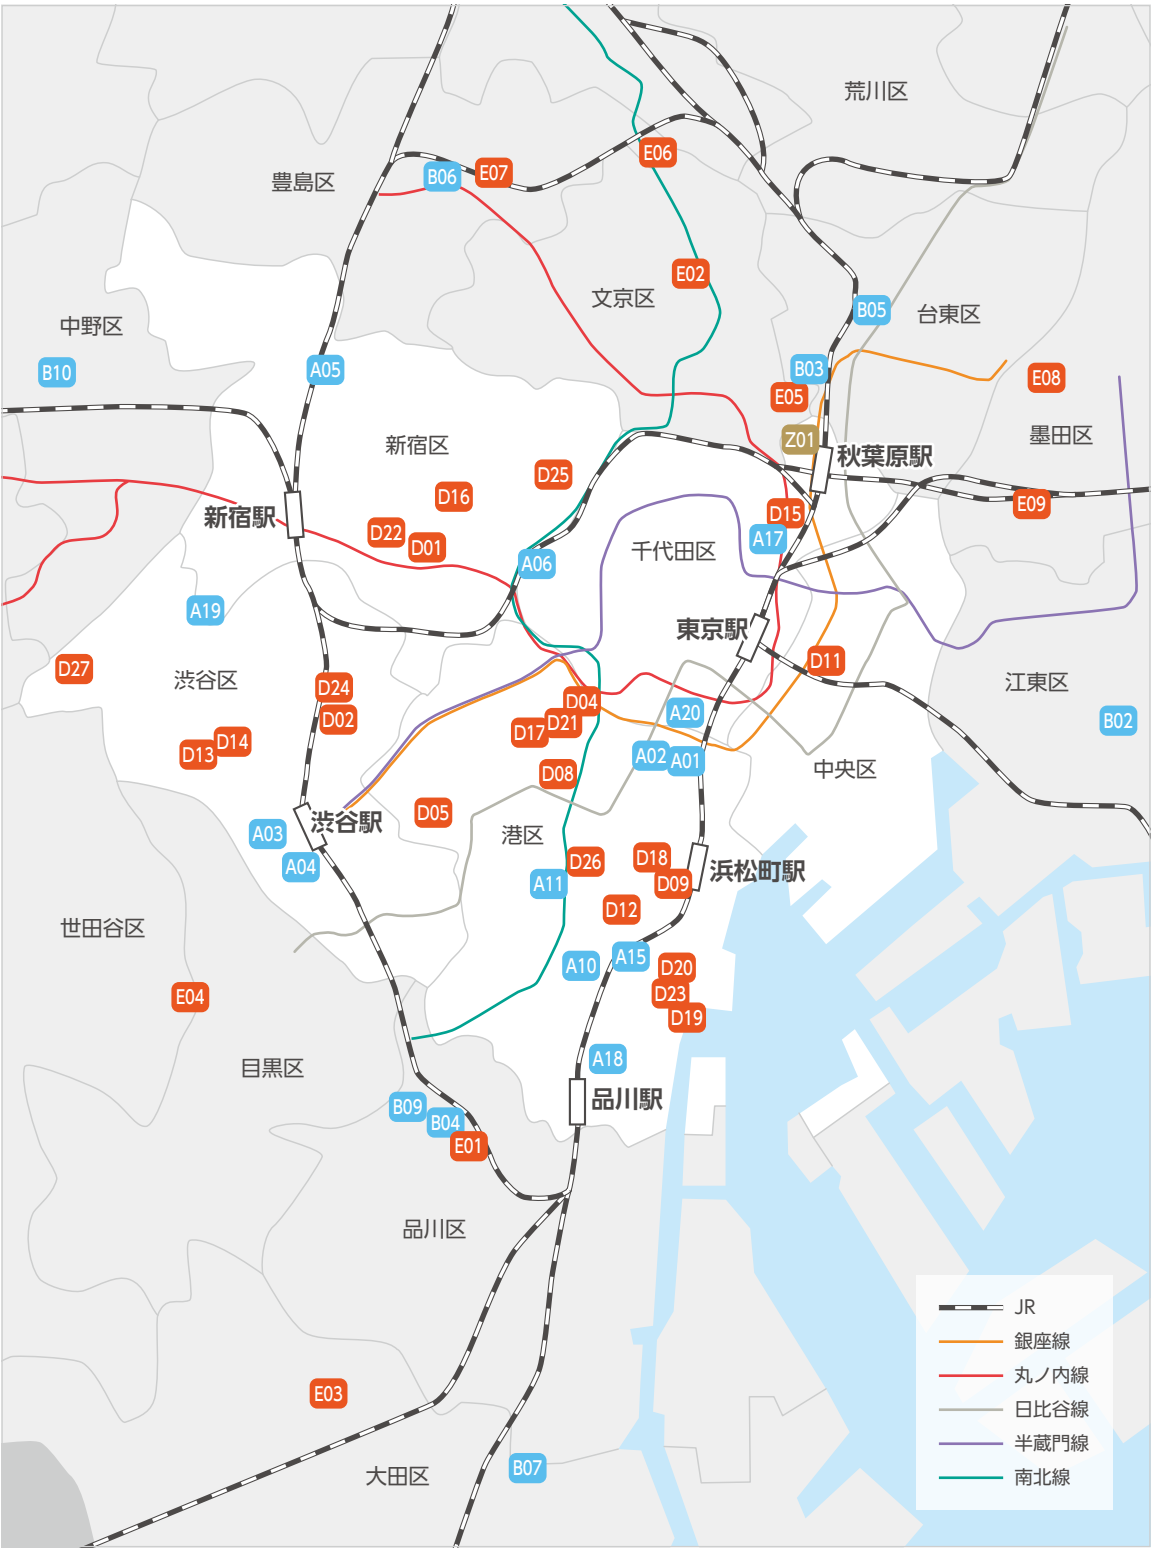 荒川区
E06
E07
B06
豊島区
E02
文京区
B05
台東区
中野区
B10
A05
B03
E08
E05
墨田区
Z01
新宿区
秋葉原駅
D25
D16
E09
新宿駅
D15
D22
A17
D01
千代田区
A06
A19
東京駅
D11
D27
渋谷区
江東区
D24
D04
A20
D02
B02
D21
D17
D14
D13
A02
A01
中央区
D08
D05
渋谷駅
A03
港区
D18
D26
A04
浜松町駅
A11
D09
D12
世田谷区
A15
A10
D20
D23
E04
D19
A18
目黒区
品川駅
B09
B04
E01
品川区
JR
銀座線
丸ノ内線
E03
日比谷線
半蔵門線
B07
大田区
南北線